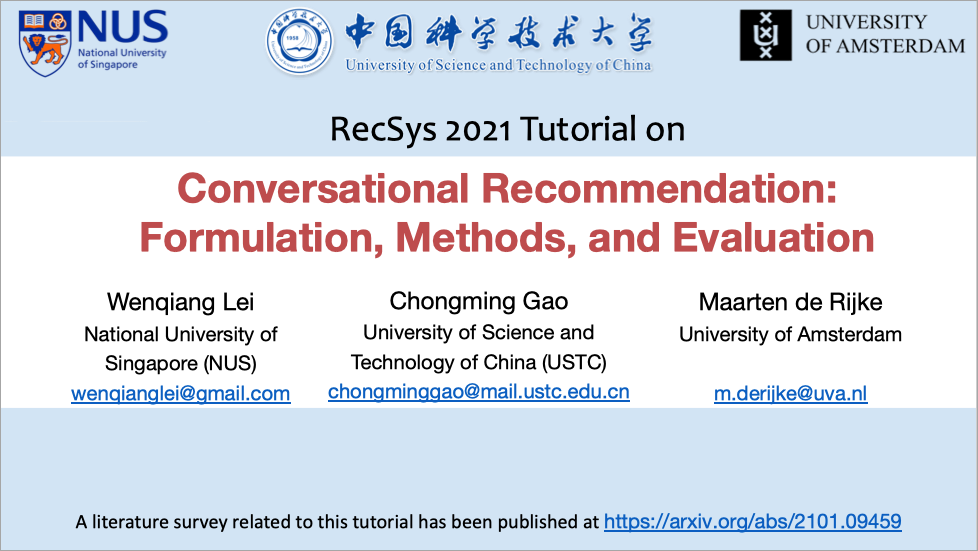 NUS
National University
of Singapore
中国科学技术大学
University of Science and Technology of China
1958
UNIVERSITY
OF AMSTERDAM
RecSys 2021 Tutorial on
Conversational Recommendation:
Formulation, Methods, and Evaluation
Wenqiang Lei
National University of
Singapore (NUS)
wenqianglei@gmail.com
Chongming Gao
University of Science and
Technology of China (USTC)
chongminggao@mail.ustc.edu.cn
Maarten de Rijke
University of Amsterdam
m.derijke@uva.nl
A literature survey related to this tutorial has been published at https://arxiv.org/abs/2101.09459